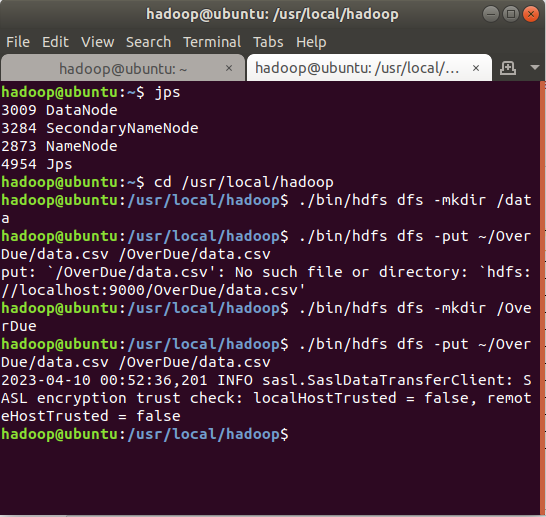 hadoop@ubuntu: /usr/local/hadoop
File Edit View Search Terminal Tabs Help
hadoop@ubuntu: ~ ×
hadoop@ubuntu: /usr/local/... ×
hadoop@ubuntu:~$ jps
3009 DataNode
3284 SecondaryNameNode
2873 NameNode
4954 Jps
hadoop@ubuntu:~$ cd /usr/local/hadoop
hadoop@ubuntu:/usr/local/hadoop$ ./bin/hdfs dfs -mkdir /dat
a
hadoop@ubuntu:/usr/local/hadoop$ ./bin/hdfs dfs -put ~/Over
Due/data.csv /OverDue/data.csv
put: `/OverDue/data.csv': No such file or directory: `hdfs:
//localhost:9000/OverDue/data.csv'
hadoop@ubuntu:/usr/local/hadoop$ ./bin/hdfs dfs -mkdir /Ove
rDue
hadoop@ubuntu:/usr/local/hadoop$ ./bin/hdfs dfs -put ~/Over
Due/data.csv /OverDue/data.csv
2023-04-10 00:52:36,201 INFO sasl.SaslDataTransferClient: S
ASL encryption trust check: localHostTrusted = false, remot
eHostTrusted = false
hadoop@ubuntu:/usr/local/hadoop$